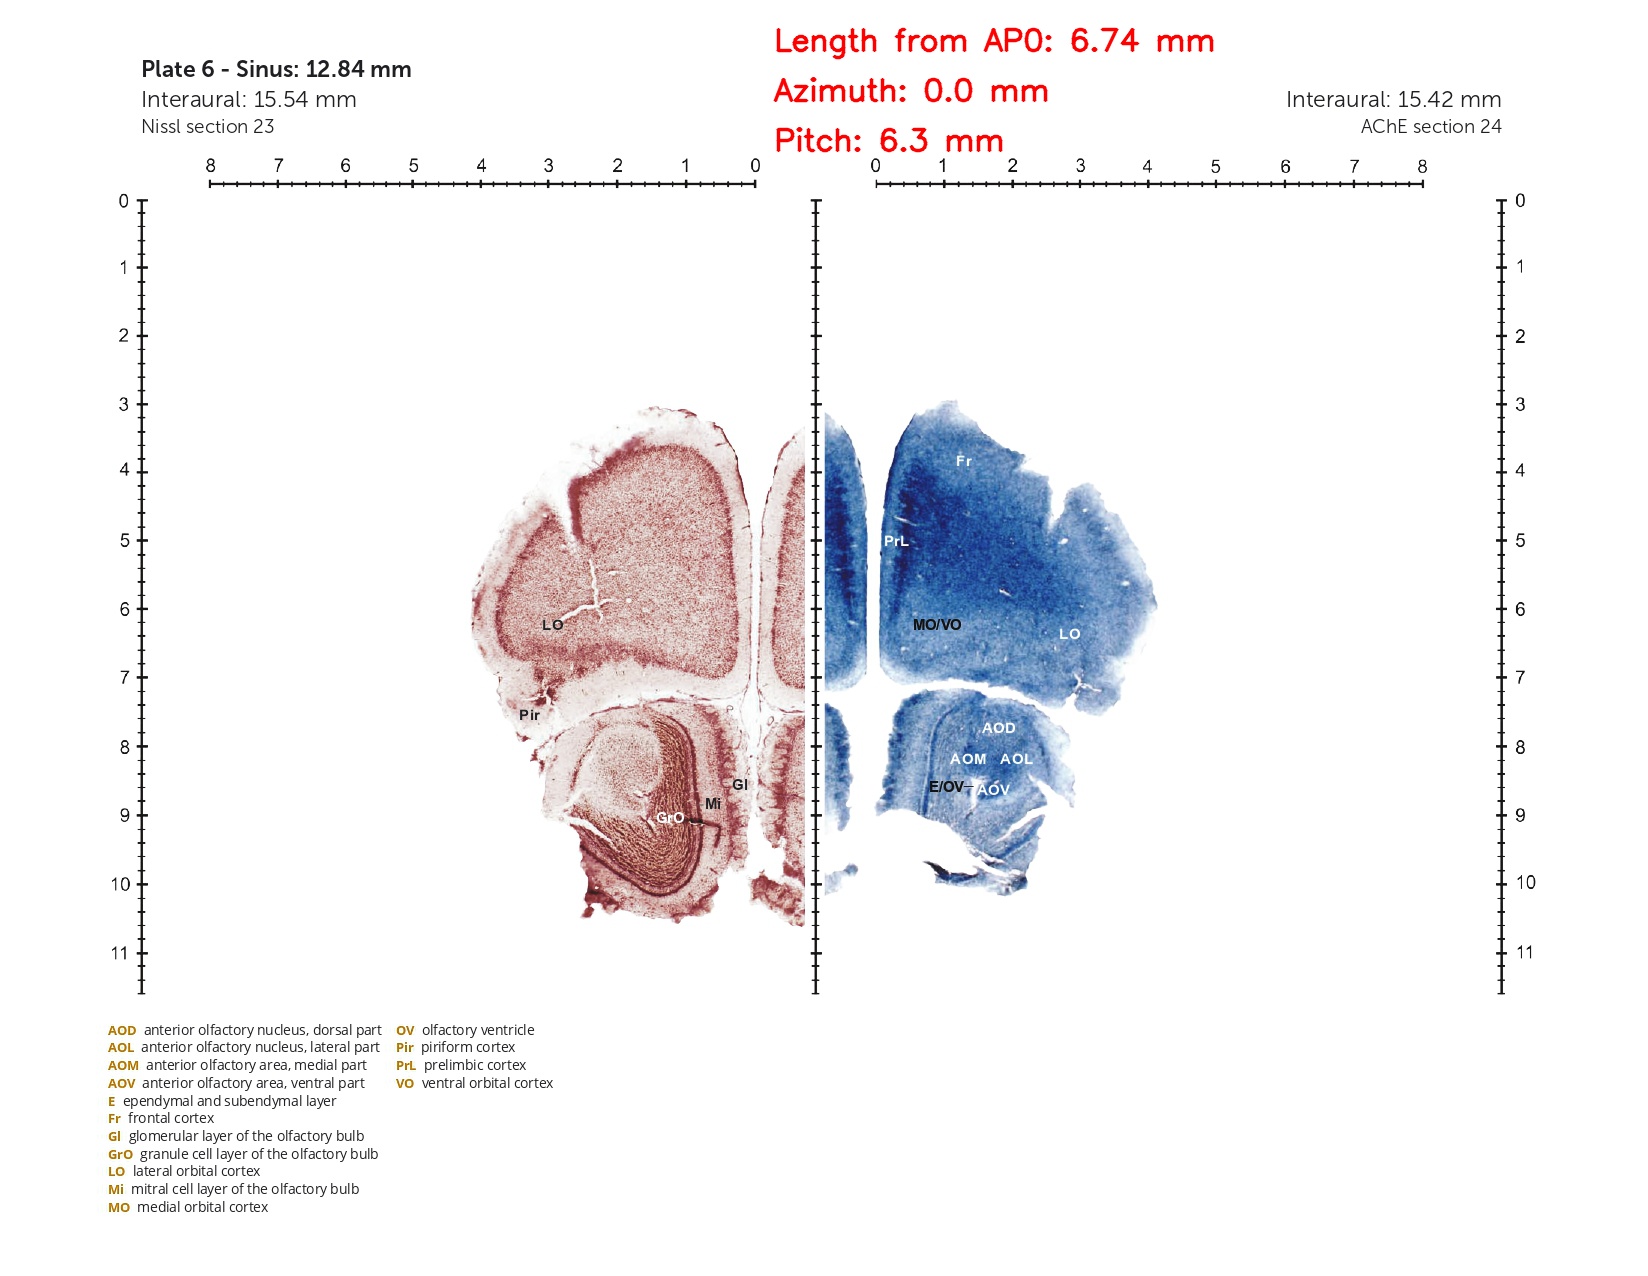 Length from AP0: 6.74 mm
Plate 6 - Sinus: 12.84 mm
Azimuth: 0.0 mm
Interaural: 15.54 mm
Interaural: 15.42 mm
Nissl section 23
AChE section 24
Pitch: 6.3 mm
8 7 6 5 4 3 2 1 0
0 1 2 3 4 5 6 7 8
0 0
1 1
2 2
3 3
Fr
4 4
5 PrL 5
6 6
LO MO/VO LO
7 7
Pir AOD
8 8
AOM AOL
Gl E/OV AOV
Mi
9 GrO 9
10 10
11 11
AOD anterior olfactory nucleus, dorsal part
AOL anterior olfactory nucleus, lateral part
AOM anterior olfactory area, medial part
AOV anterior olfactory area, ventral part
E ependymal and subendymal layer
Fr frontal cortex
Gl glomerular layer of the olfactory bulb
GrO granule cell layer of the olfactory bulb
LO lateral orbital cortex
Mi mitral cell layer of the olfactory bulb
MO medial orbital cortex
OV olfactory ventricle
Pir piriform cortex
PrL prelimbic cortex
VO ventral orbital cortex